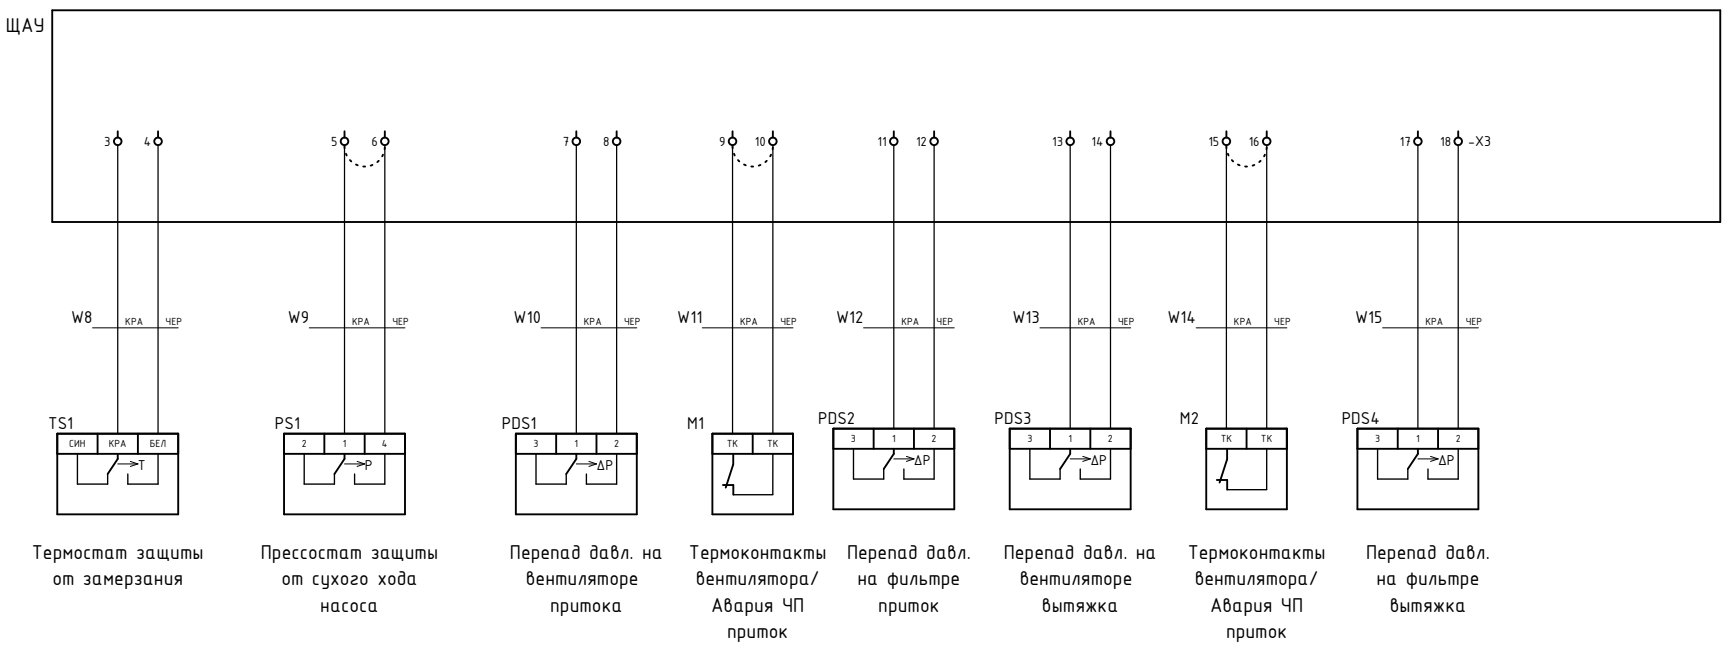 ЩАУ
3 4 5 6 7 8 9 10 11 12 13 14 15 16 17 18 -X3
W8 КРА ЧЕР W9 КРА ЧЕР W10 КРА ЧЕР W11 КРА ЧЕР W12 КРА ЧЕР W13 КРА ЧЕР W14 КРА ЧЕР W15 КРА ЧЕР
TS1 PS1 PDS1 M1 PDS2 PDS3 M2 PDS4
СИН КРА БЕЛ 2 1 4 3 1 2 ТК ТК 3 1 2 3 1 2 ТК ТК 3 1 2
T P ΔP ΔP ΔP ΔP
Термостат защиты
от замерзания
Прессостат защиты
от сухого хода
насоса
Перепад давл. на
вентиляторе
притока
Термоконтакты
вентилятора/
Авария ЧП
приток
Перепад давл.
на фильтре
приток
Перепад давл. на
вентиляторе
вытяжка
Термоконтакты
вентилятора/
Авария ЧП
приток
Перепад давл.
на фильтре
вытяжка